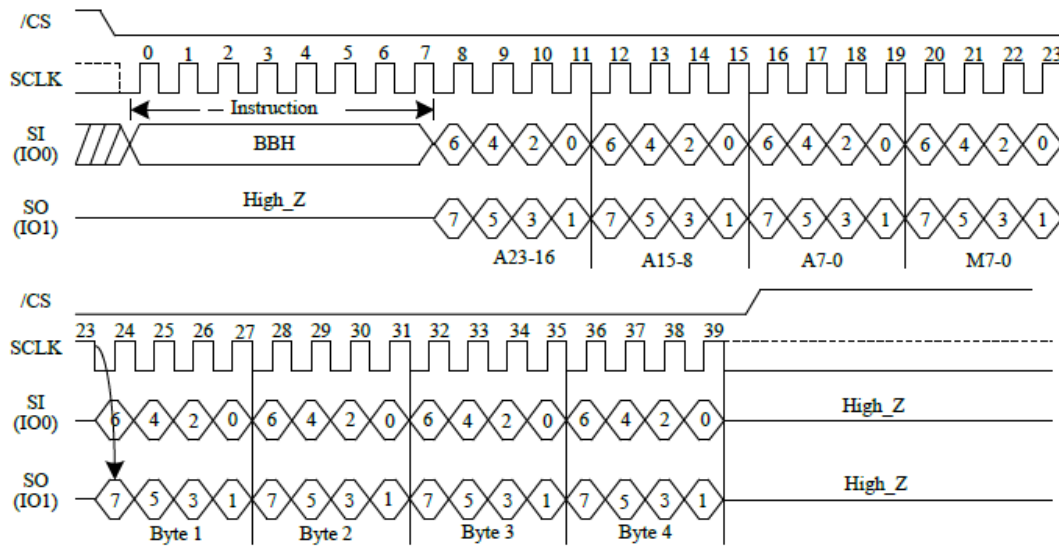 /CS
0 1 2 3 4 5 6 7 8 9 10 11 12 13 14 15 16 17 18 19 20 21 22 23
SCLK
Instruction
SI
(IO0)
BBH
6 4 2 0 6 4 2 0 6 4 2 0 6 4 2 0
High_Z
SO
(IO1)
7 5 3 1 7 5 3 1 7 5 3 1 7 5 3 1
A23-16 A15-8 A7-0 M7-0
/CS
23 24 25 26 27 28 29 30 31 32 33 34 35 36 37 38 39
SCLK
SI
(IO0)
6 4 2 0 6 4 2 0 6 4 2 0 6 4 2 0 High_Z
SO
(IO1)
7 5 3 1 7 5 3 1 7 5 3 1 7 5 3 1 High_Z
Byte 1 Byte 2 Byte 3 Byte 4